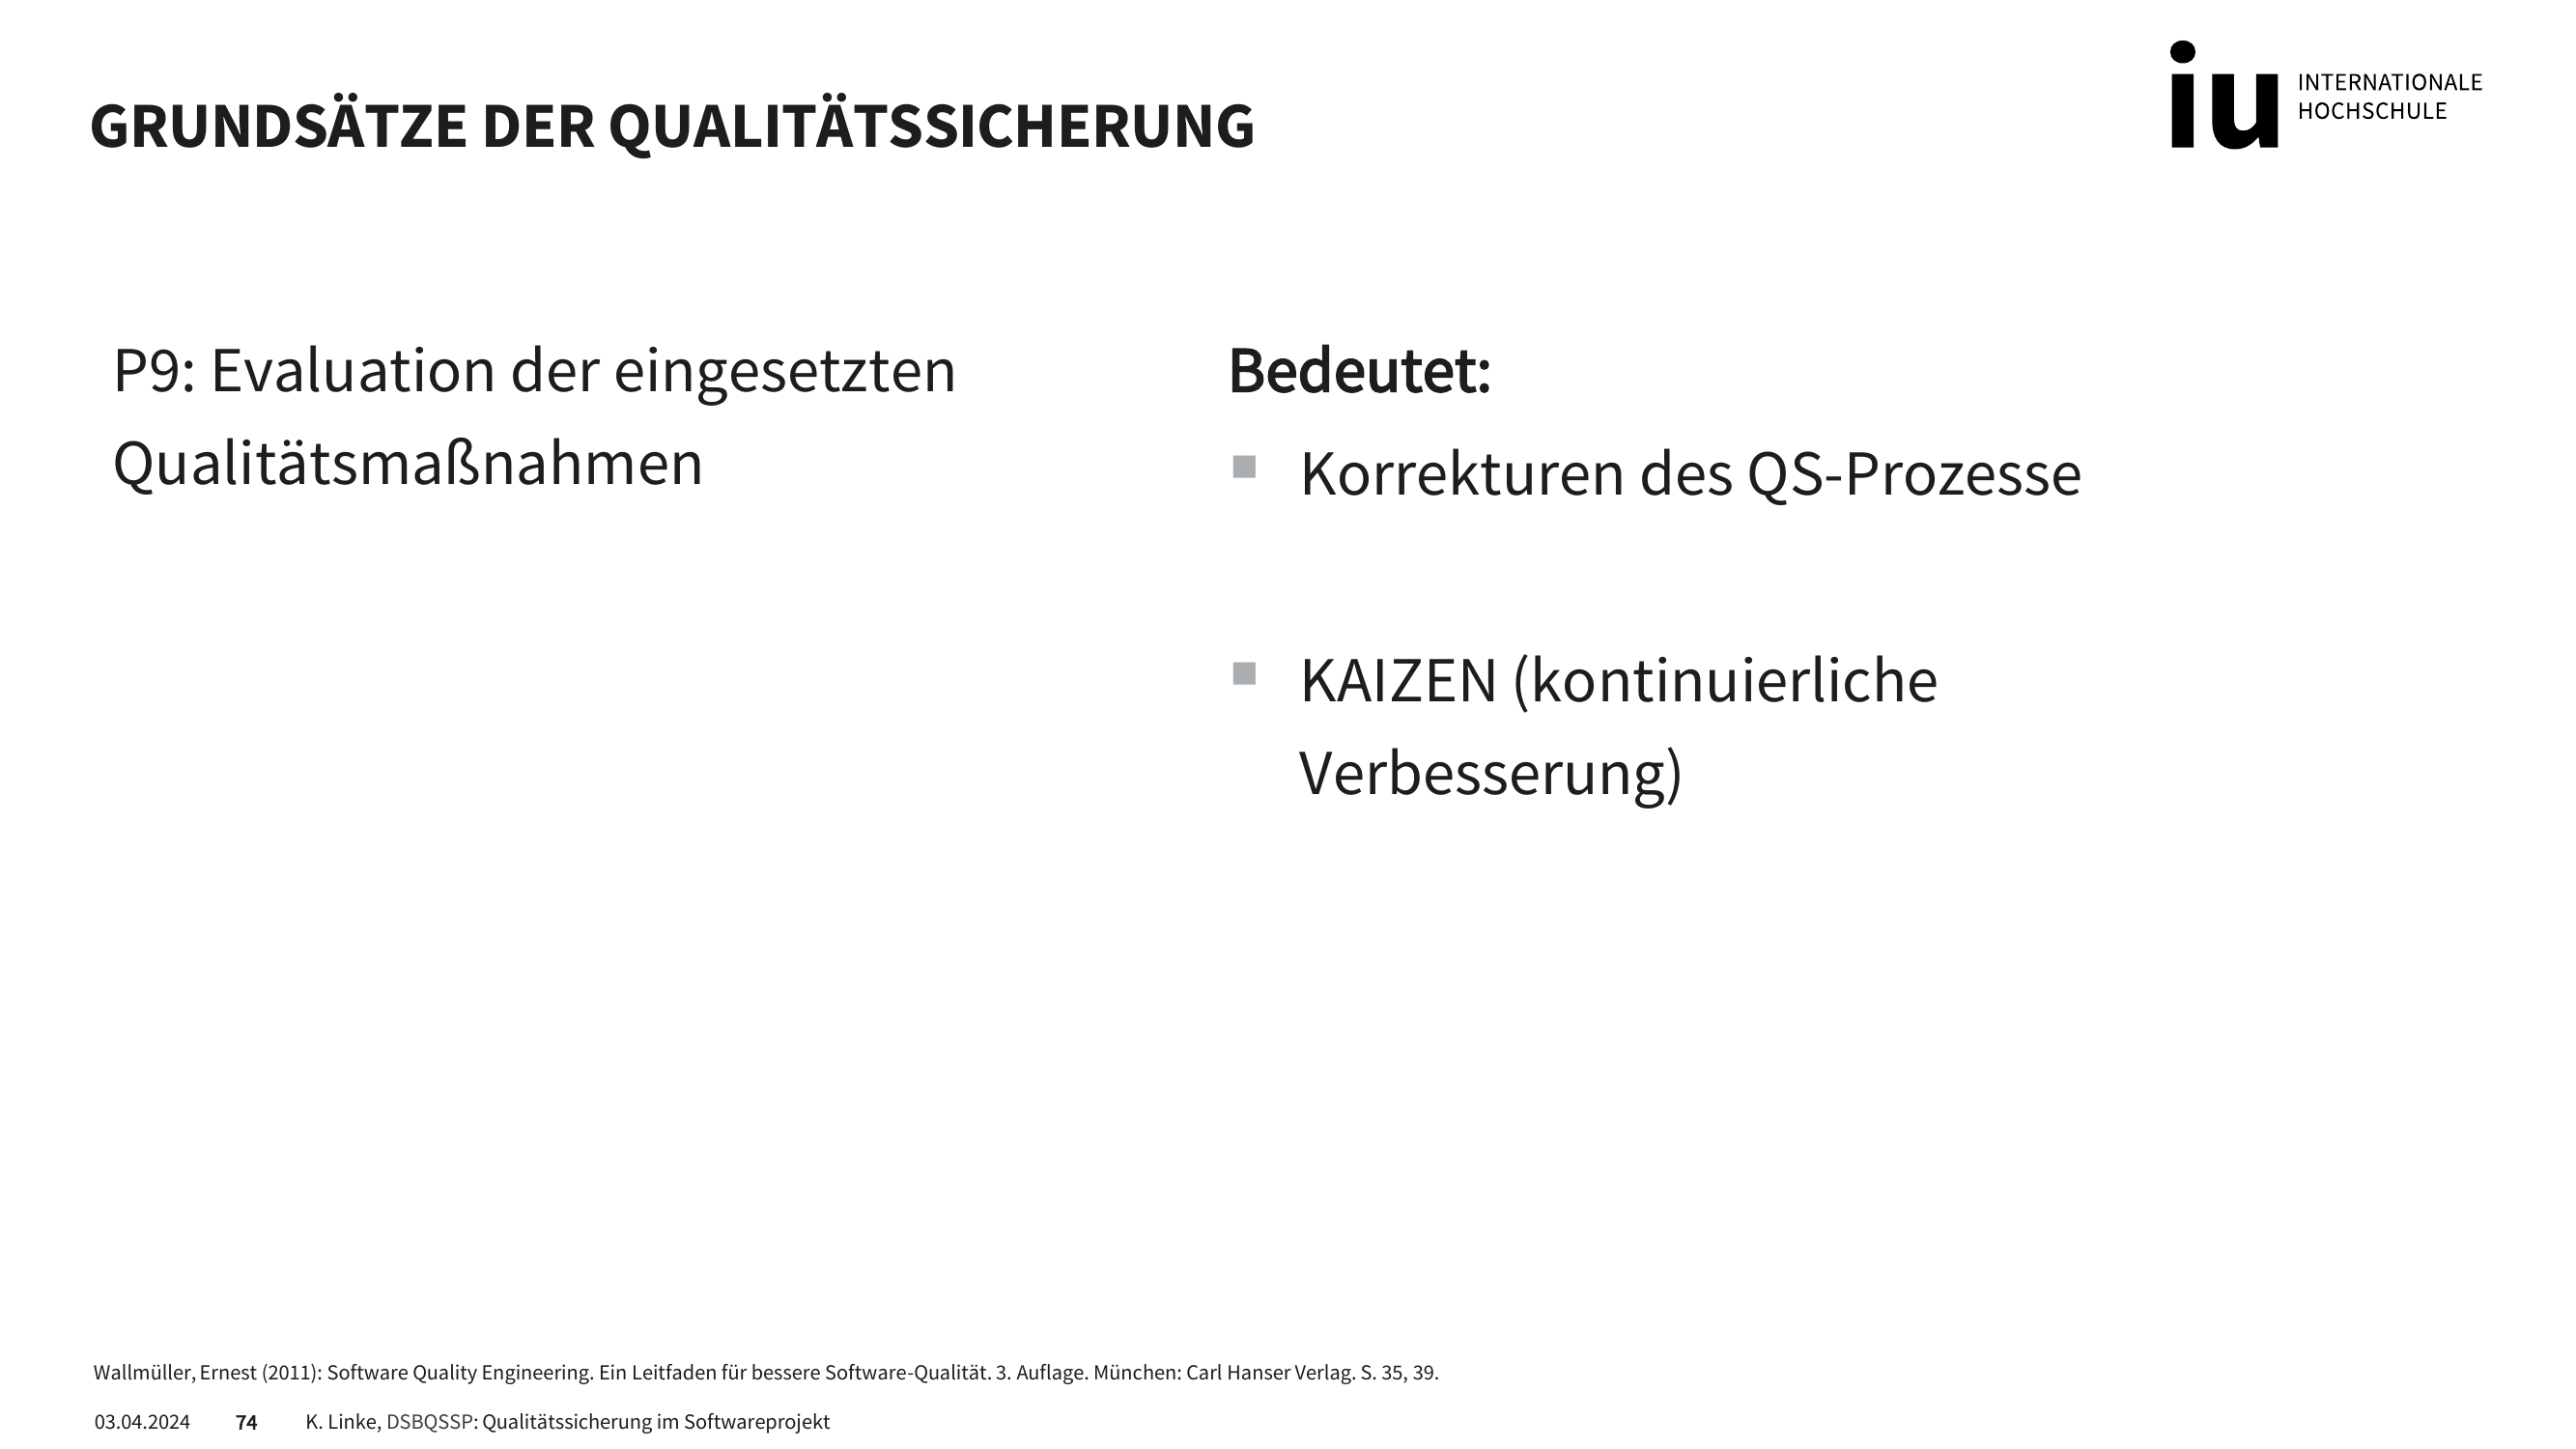 GRUNDSÄTZE DER QUALITÄTSSICHERUNG
iu
INTERNATIONALE
HOCHSCHULE
P9: Evaluation der eingesetzten
Qualitätsmaßnahmen
Bedeutet:
Korrekturen des QS-Prozesse
KAIZEN (kontinuierliche
Verbesserung)
Wallmüller, Ernest (2011): Software Quality Engineering. Ein Leitfaden für bessere Software-Qualität. 3. Auflage. München: Carl Hanser Verlag. S. 35, 39.
03.04.2024 74 K. Linke, DSBQSSP: Qualitätssicherung im Softwareprojekt